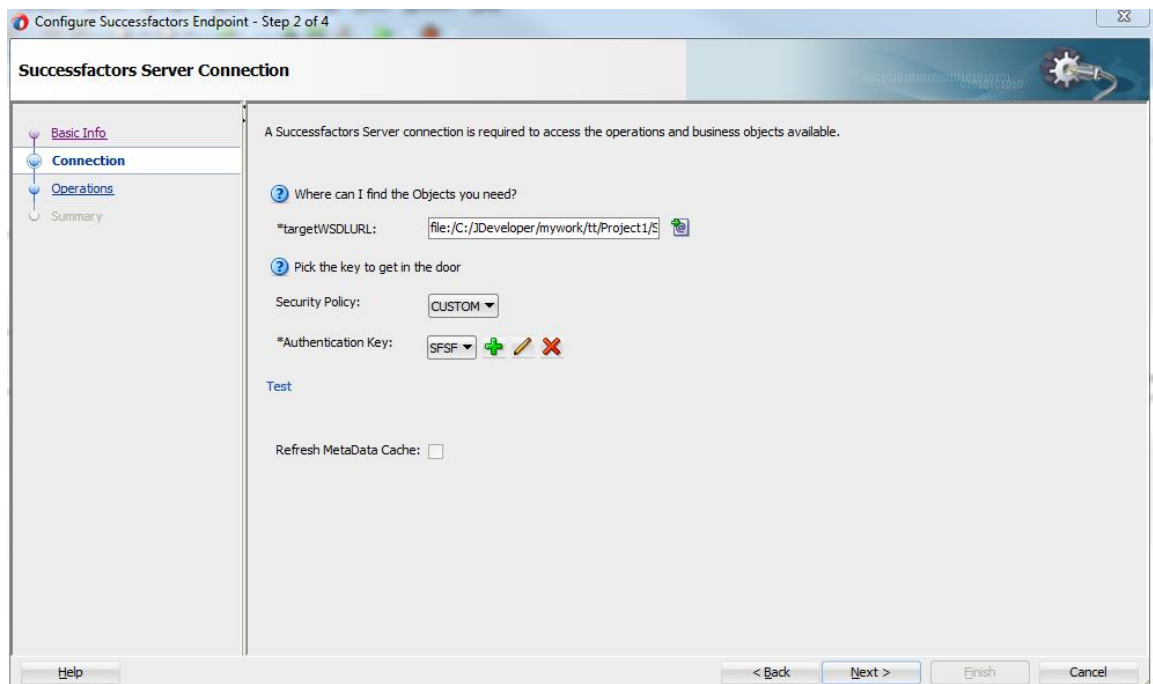 Configure Successfactors Endpoint - Step 2 of 4
Successfactors Server Connection
Basic Info
Connection
Operations
Summary
A Successfactors Server connection is required to access the operations and business objects available.
Where can I find the Objects you need?
*targetWSDLURL: file:/C:/JDeveloper/mywork/tt/Project1/S
Pick the key to get in the door
Security Policy: CUSTOM
*Authentication Key: SFSF
Test
Refresh MetaData Cache:
Help
< Back
Next >
Finish
Cancel